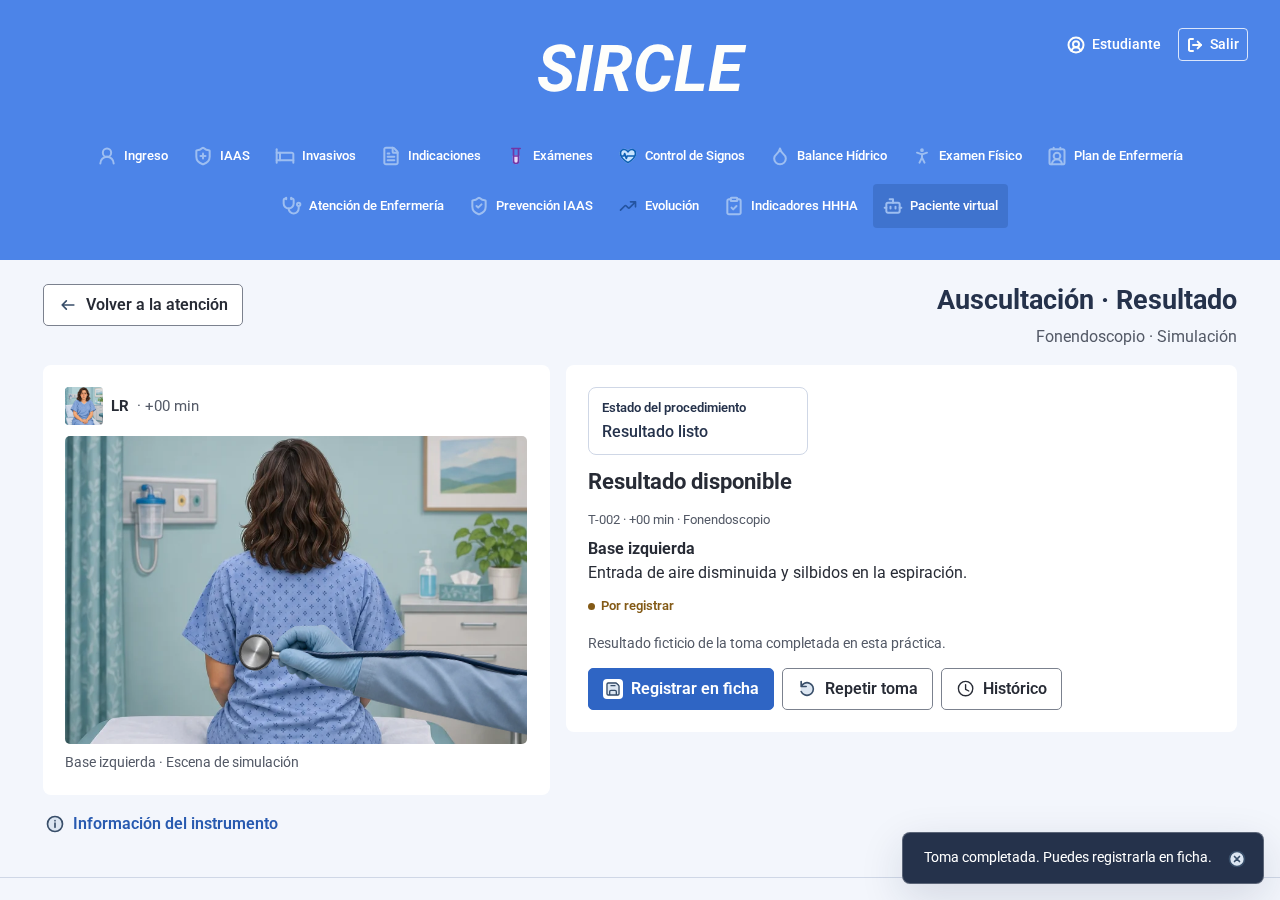 SIRCLE
Estudiante
Salir
Ingreso
IAAS
Invasivos
Indicaciones
Exámenes
Control de Signos
Balance Hídrico
Examen Físico
Plan de Enfermería
Atención de Enfermería
Prevención IAAS
Evolución
Indicadores HHHA
Paciente virtual
Volver a la atención
Auscultación · Resultado
Fonendoscopio · Simulación
LR · +00 min
Base izquierda · Escena de simulación
Información del instrumento
Estado del procedimiento
Resultado listo
Resultado disponible
T-002 · +00 min · Fonendoscopio
Base izquierda
Entrada de aire disminuida y silbidos en la espiración.
Por registrar
Resultado ficticio de la toma completada en esta práctica.
Registrar en ficha
Repetir toma
Histórico
Toma completada. Puedes registrarla en ficha.